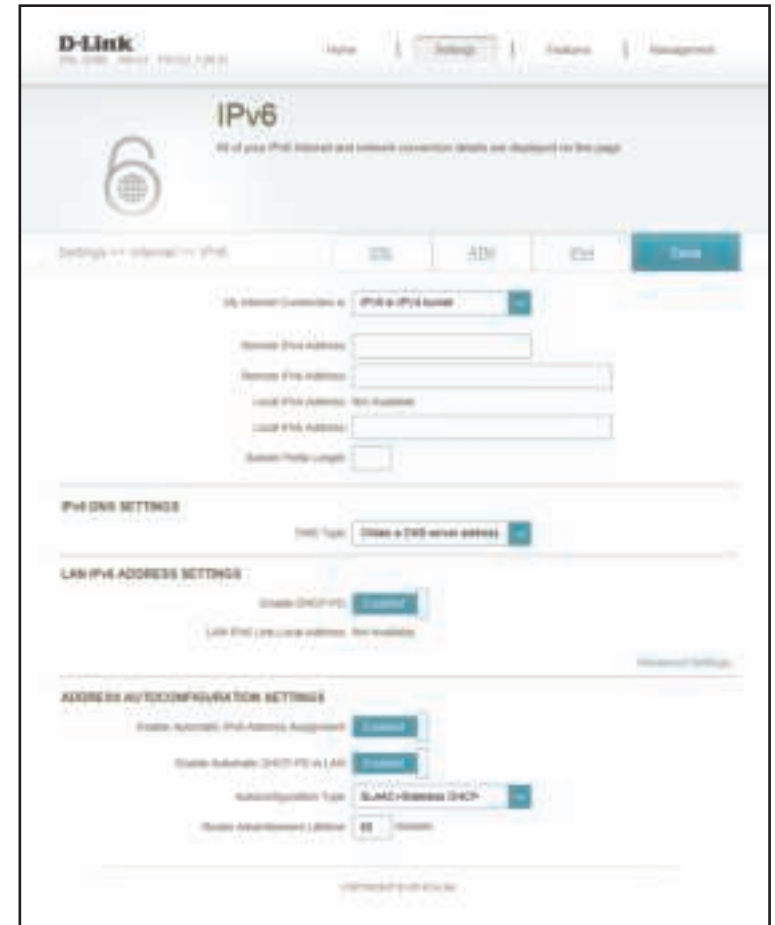 D-Link
Home | Settings | Features | Management
IPv6
All of your IPv6 Internet and network connection details are displayed on this page
Settings >> Internet >> IPv6
ATM
IPv4
My Internet Connection is IPv6 in IPv4 tunnel
Remote IPv4 Address
Remote IPv6 Address
Local IPv4 Address Not Available
Local IPv6 Address
Subnet Prefix Length
IPv6 DNS SETTINGS
DNS Type Obtain a DNS server address
LAN IPv6 ADDRESS SETTINGS
Enable DHCP-PD Enabled
LAN IPv6 Link-Local Address Not Available
Advanced Settings
ADDRESS AUTOCONFIGURATION SETTINGS
Enable Automatic IPv6 Address Assignment Enabled
Enable Automatic DHCP-PD in LAN Enabled
Autoconfiguration Type SLAAC+Stateless DHCP
Router Advertisement Lifetime minutes